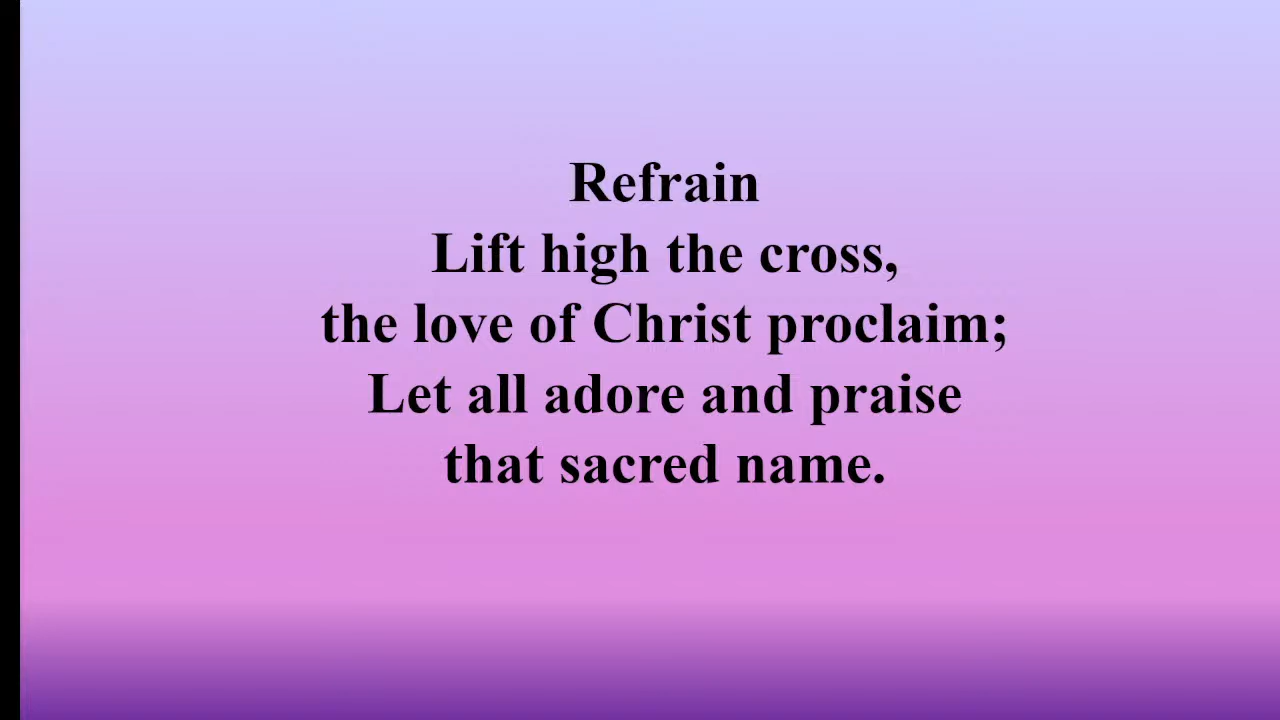 Refrain
Lift high the cross,
the love of Christ proclaim;
Let all adore and praise
that sacred name.